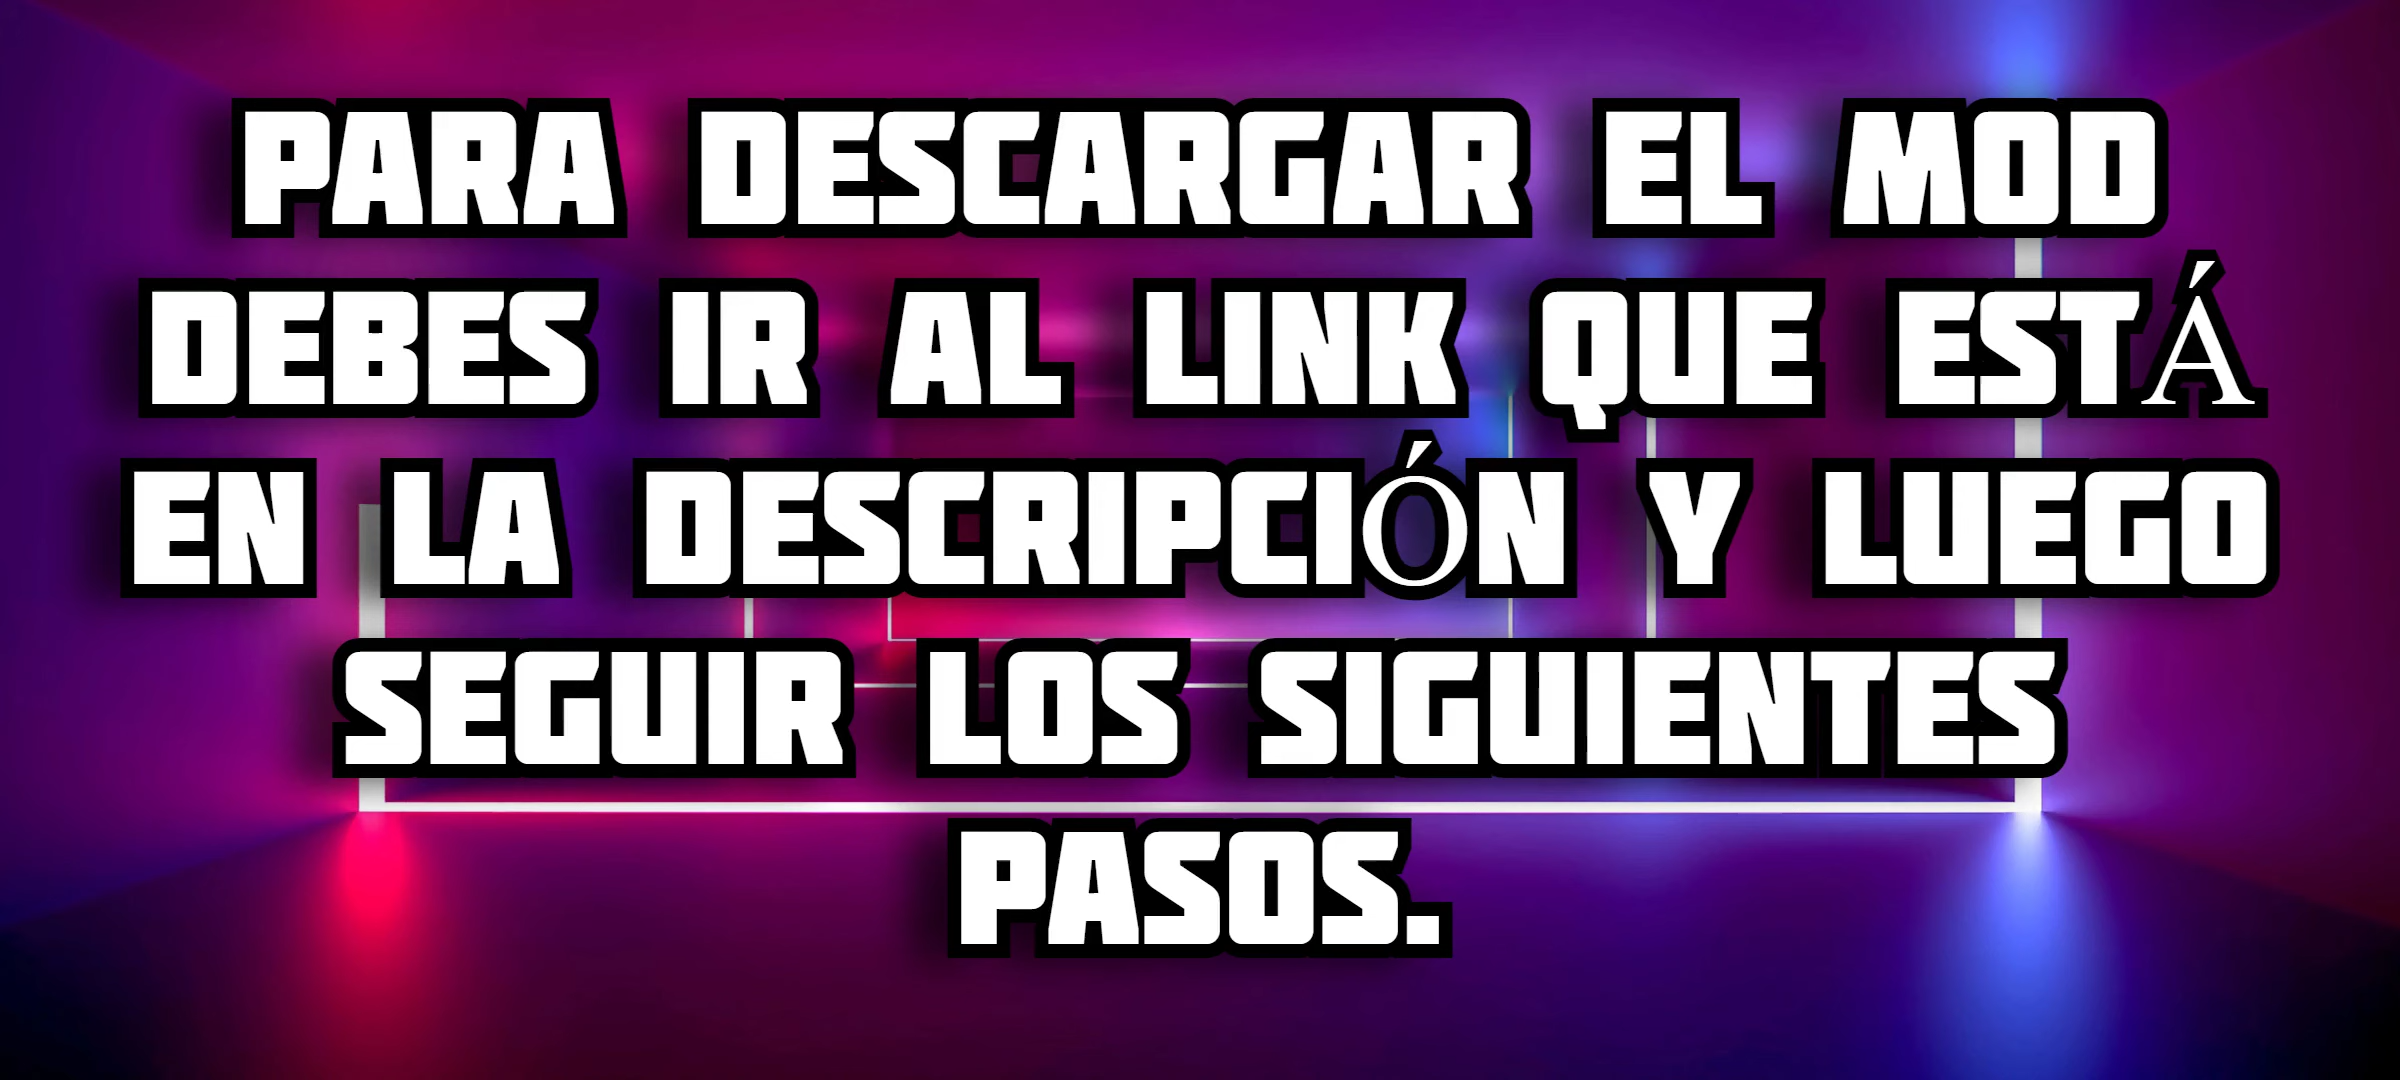 PARA DESCARGAR EL MOD
DEBES IR AL LINK QUE ESTÁ
EN LA DESCRIPCIÓN Y LUEGO
SEGUIR LOS SIGUIENTES
PASOS.